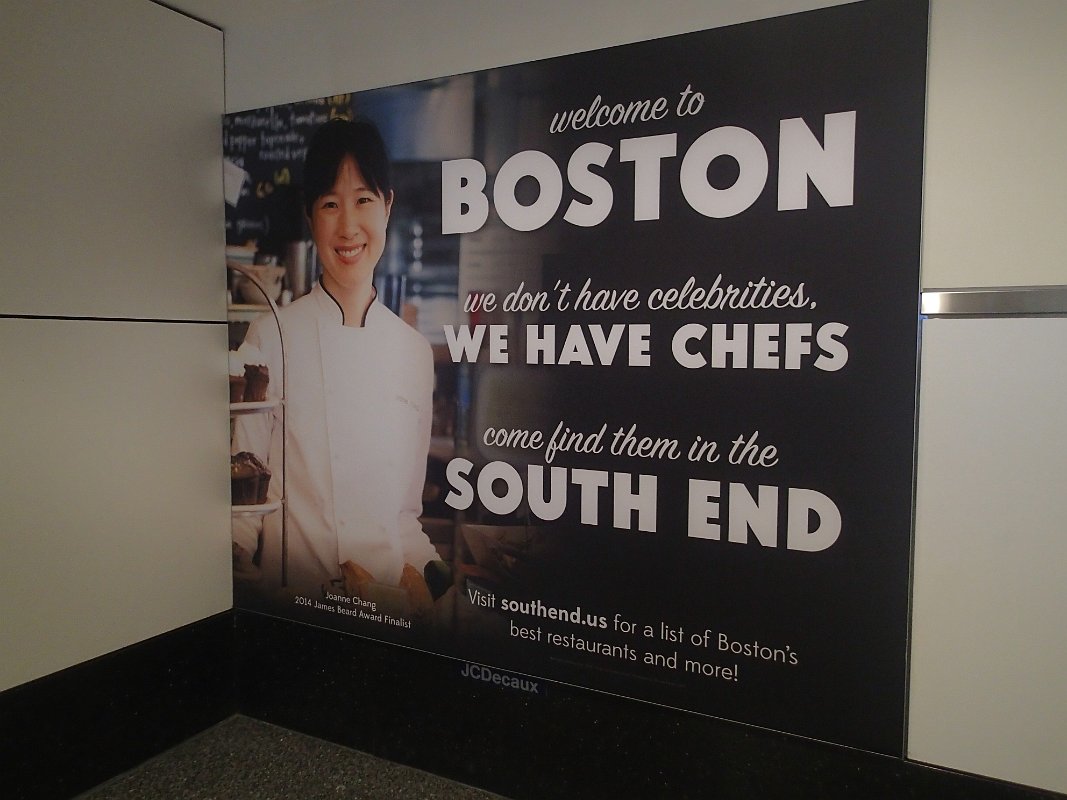 welcome to
BOSTON
we don't have celebrities,
WE HAVE CHEFS
come find them in the
SOUTH END
Visit southend.us for a list of Boston's
best restaurants and more!
Joanne Chang
2014 James Beard Award Finalist
JCDecaux